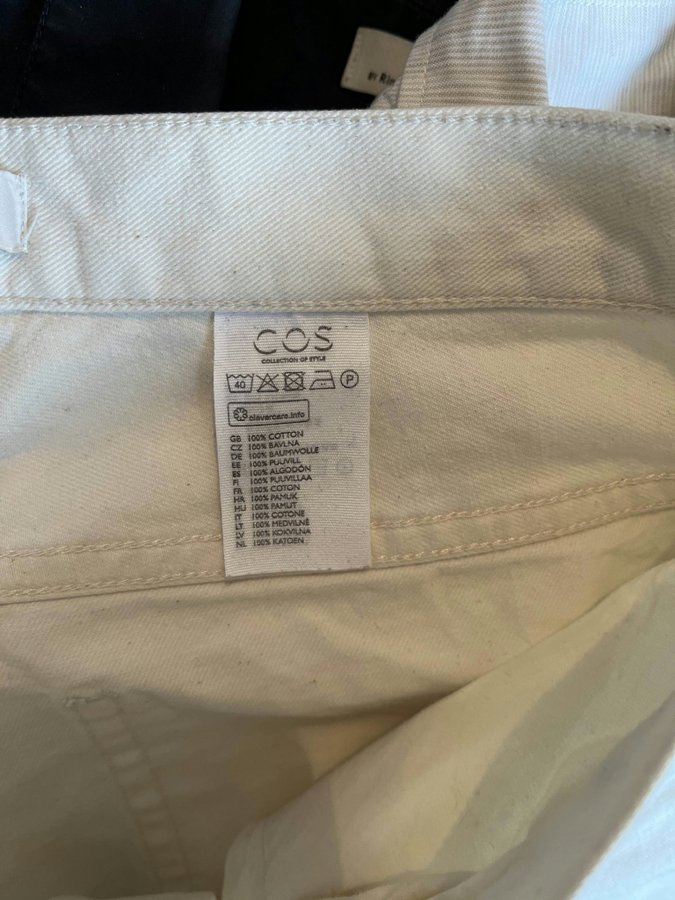 COS
COLLECTION OF STYLE
40
P
clevercare.info
GB 100% COTTON
CZ 100% BAVLNA
DE 100% BAUMWOLLE
EE 100% PUUVILL
ES 100% ALGODÓN
FI 100% PUUVILLAA
FR 100% COTON
HR 100% PAMUK
HU 100% PAMUT
IT 100% COTONE
LT 100% MEDVILNĖ
LV 100% KOKVILNA
NL 100% KATOEN